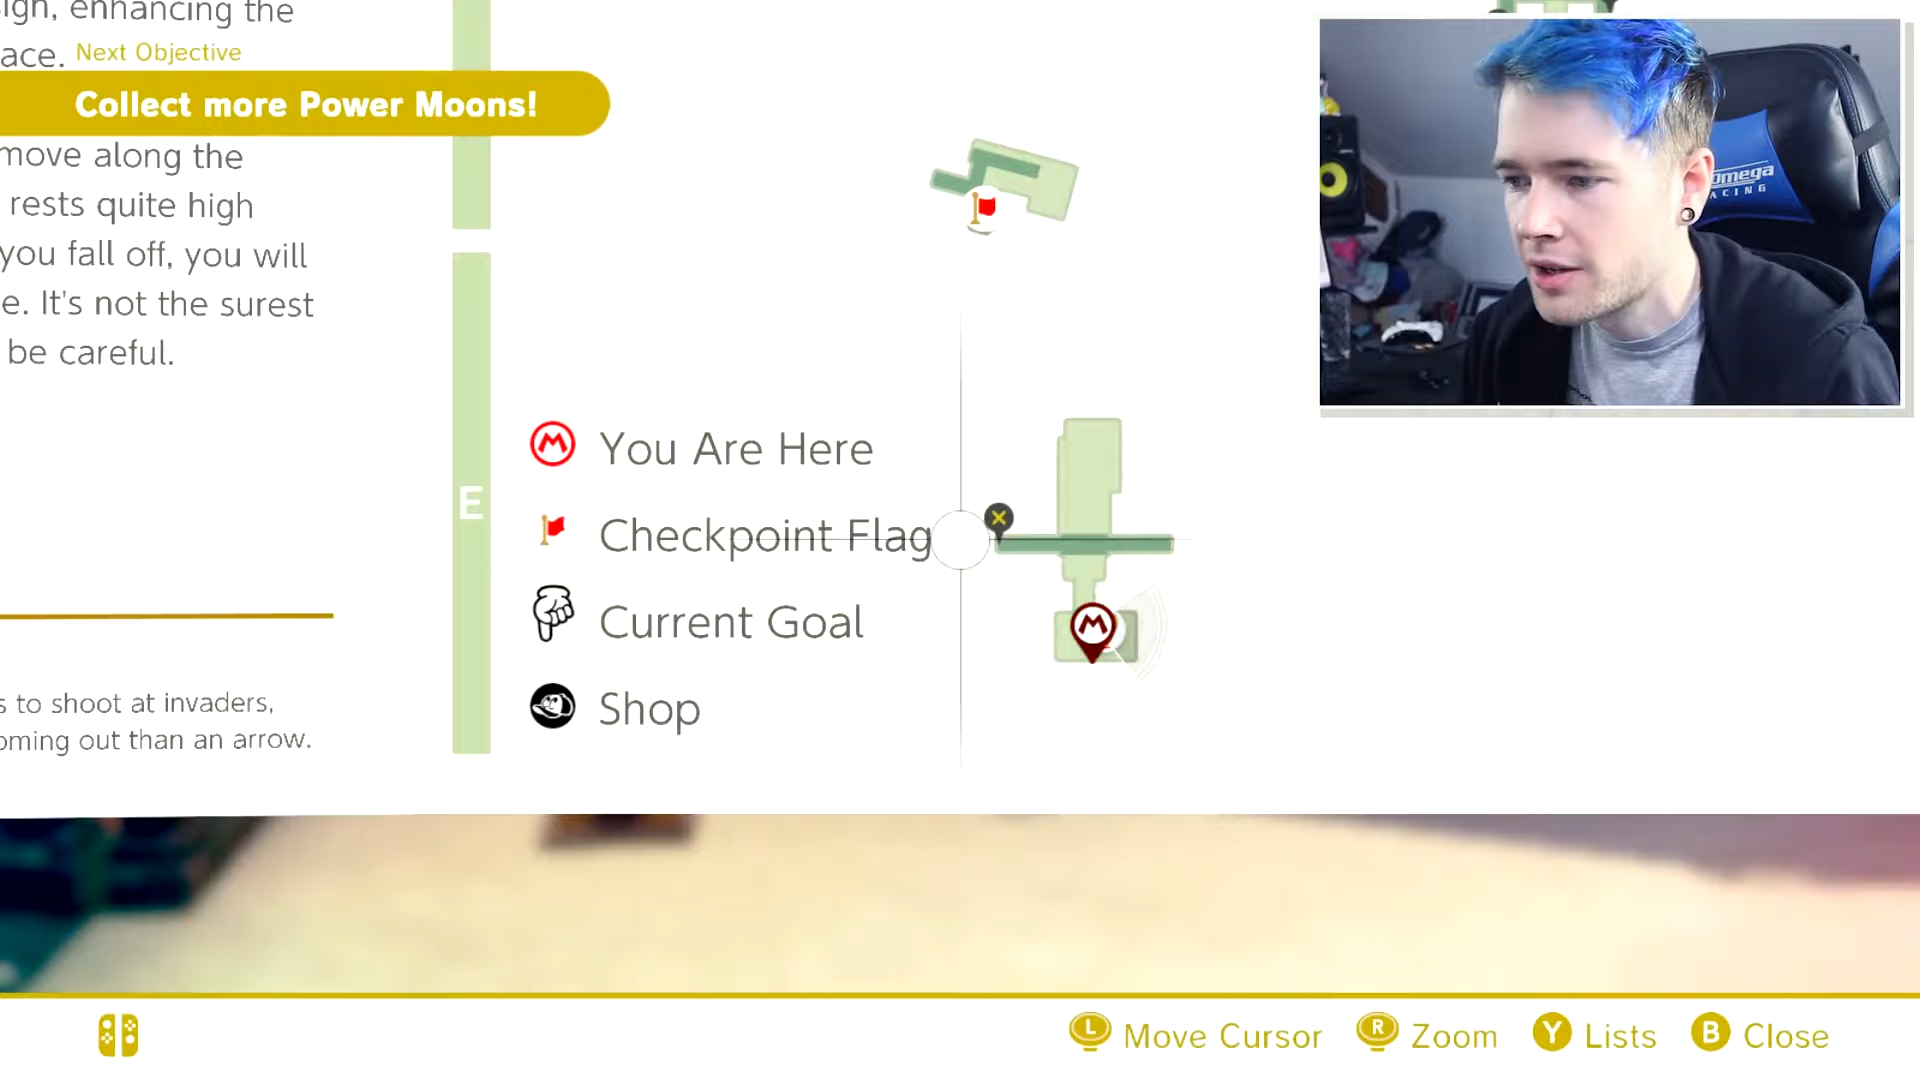 enhancing the
ace.
Next Objective
Collect more Power Moons!
move along the
rests quite high
you fall off, you will
e. It's not the surest
be careful.
E
You Are Here
Checkpoint Flag
Current Goal
Shop
s to shoot at invaders,
oming out than an arrow.
omega
ACING
L Move Cursor
R Zoom
Y Lists
B Close